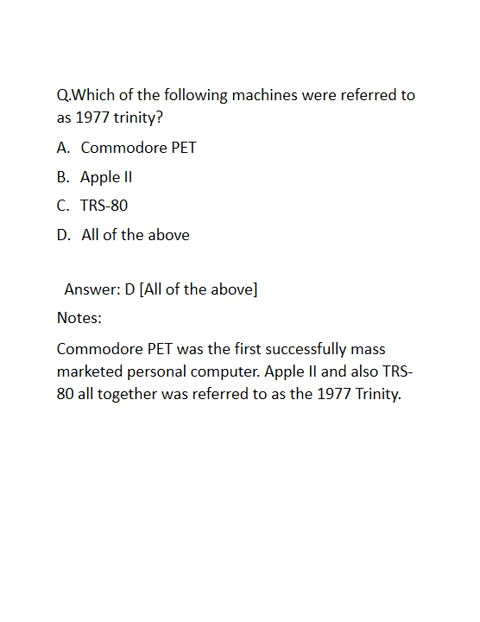 Q.Which of the following machines were referred to
as 1977 trinity?
A. Commodore PET
B. Apple II
C. TRS-80
D. All of the above
Answer: D [All of the above]
Notes:
Commodore PET was the first successfully mass
marketed personal computer. Apple II and also TRS-
80 all together was referred to as the 1977 Trinity.